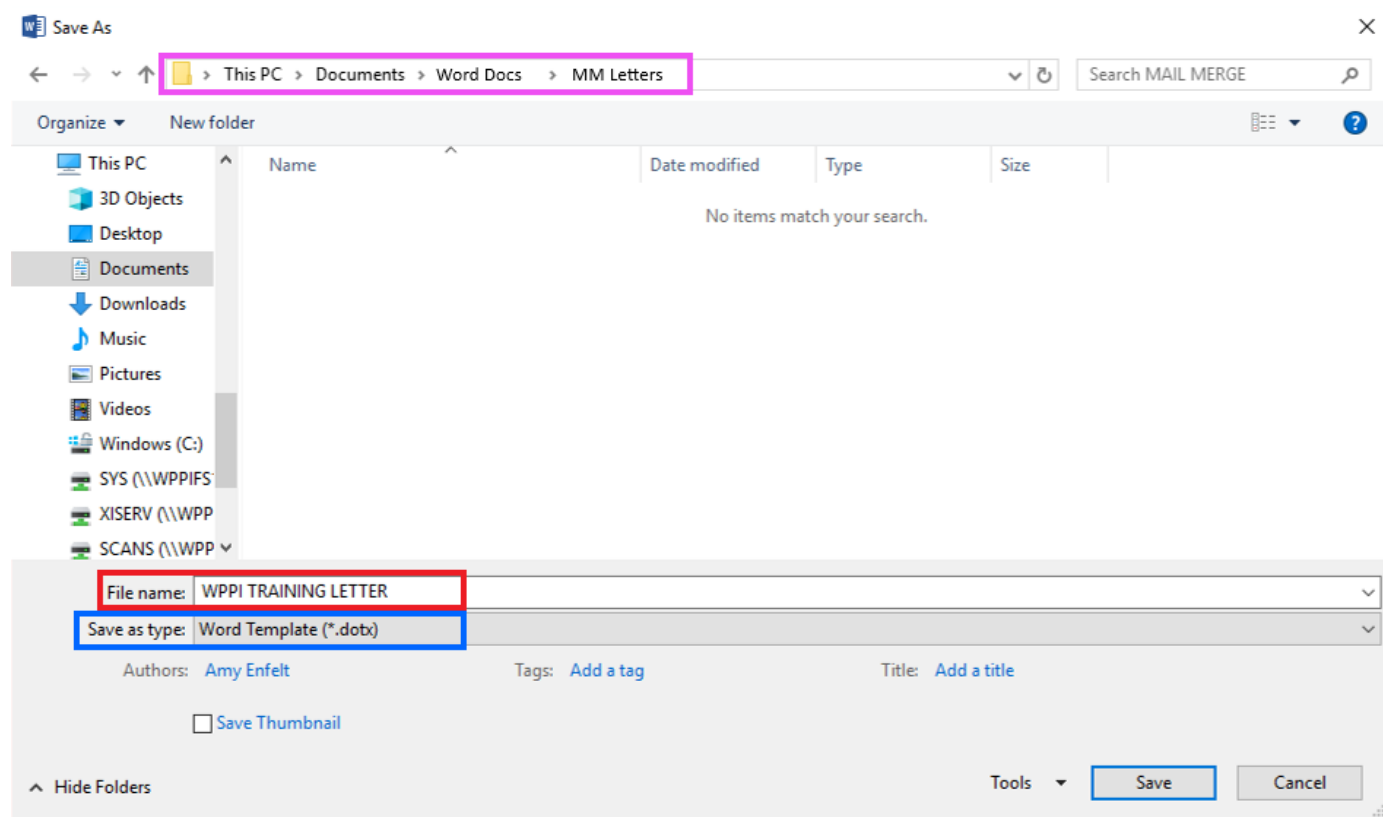 Save As
This PC > Documents > Word Docs > MM Letters
Search MAIL MERGE
Organize New folder
Name Date modified Type Size
No items match your search.
This PC
3D Objects
Desktop
Documents
Downloads
Music
Pictures
Videos
Windows (C:)
SYS (\\WPPIFS
XISERV (\\WPP
SCANS (\\WPP
File name: WPPI TRAINING LETTER
Save as type: Word Template (*.dotx)
Authors: Amy Enfelt Tags: Add a tag Title: Add a title
Save Thumbnail
Hide Folders Tools Save Cancel